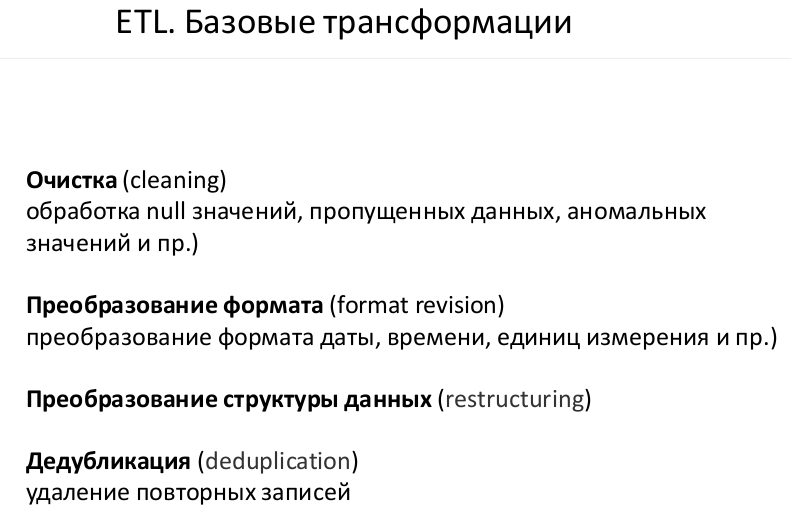 ETL. Базовые трансформации
Очистка (cleaning)
обработка null значений, пропущенных данных, аномальных
значений и пр.)
Преобразование формата (format revision)
преобразование формата даты, времени, единиц измерения и пр.)
Преобразование структуры данных (restructuring)
Дедубликация (deduplication)
удаление повторных записей